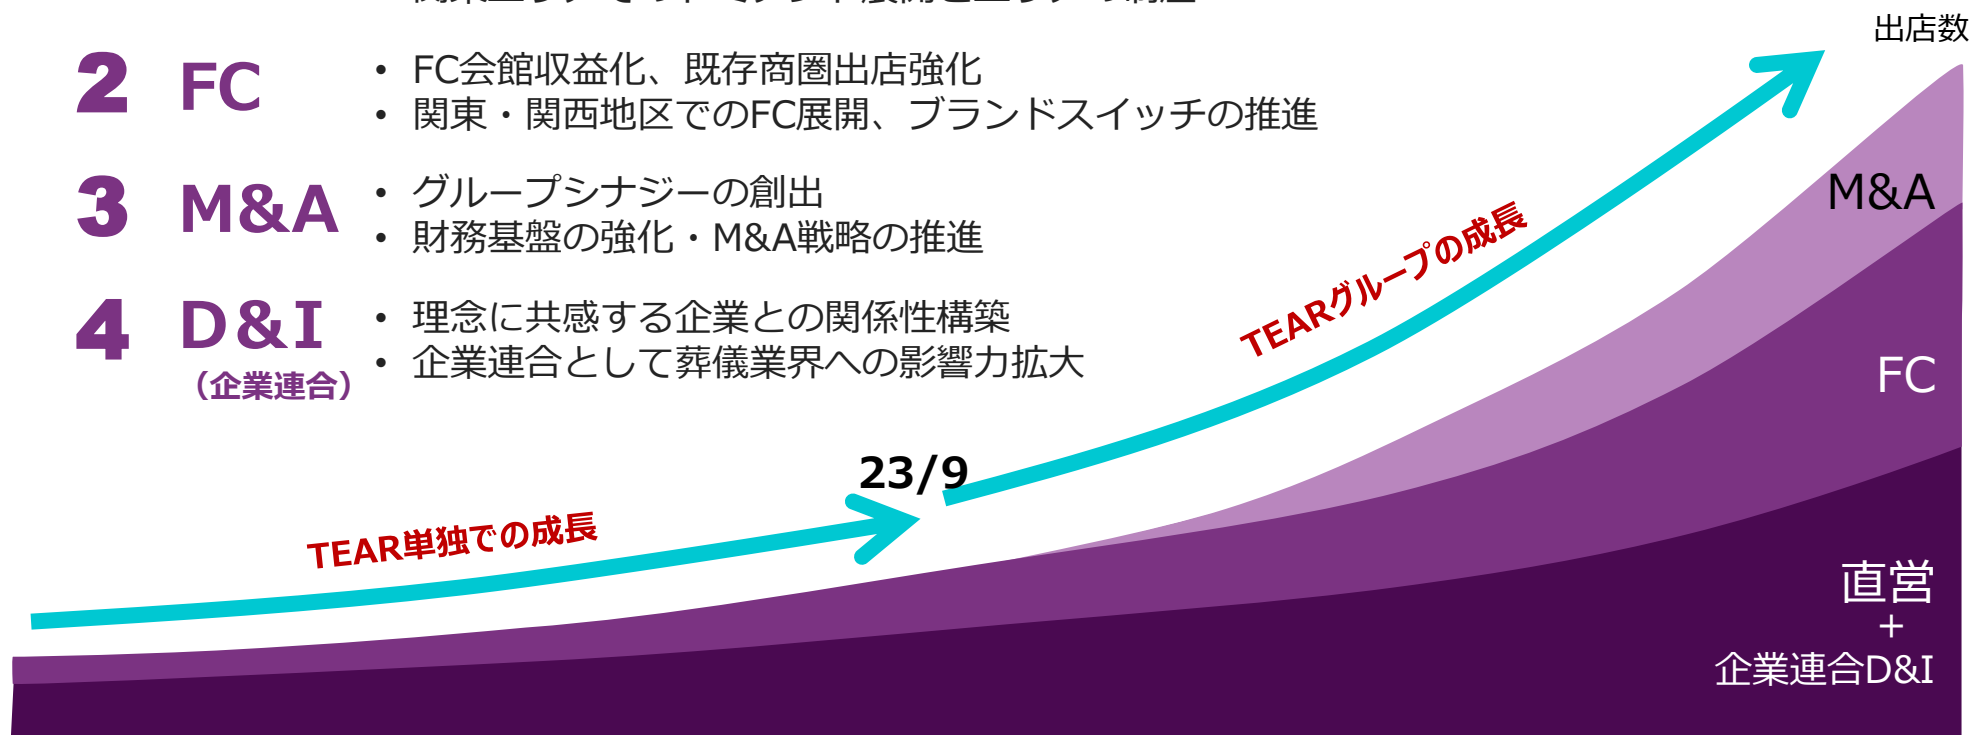 出店数
2 FC
• FC会館収益化、既存商圏出店強化
• 関東・関西地区でのFC展開、ブランドスイッチの推進
3 M&A
• グループシナジーの創出
• 財務基盤の強化・M&A戦略の推進
4 D&I
（企業連合）
• 理念に共感する企業との関係性構築
• 企業連合として葬儀業界への影響力拡大
TEARグループの成長
23/9
TEAR単独での成長
M&A
FC
直営
+
企業連合D&I